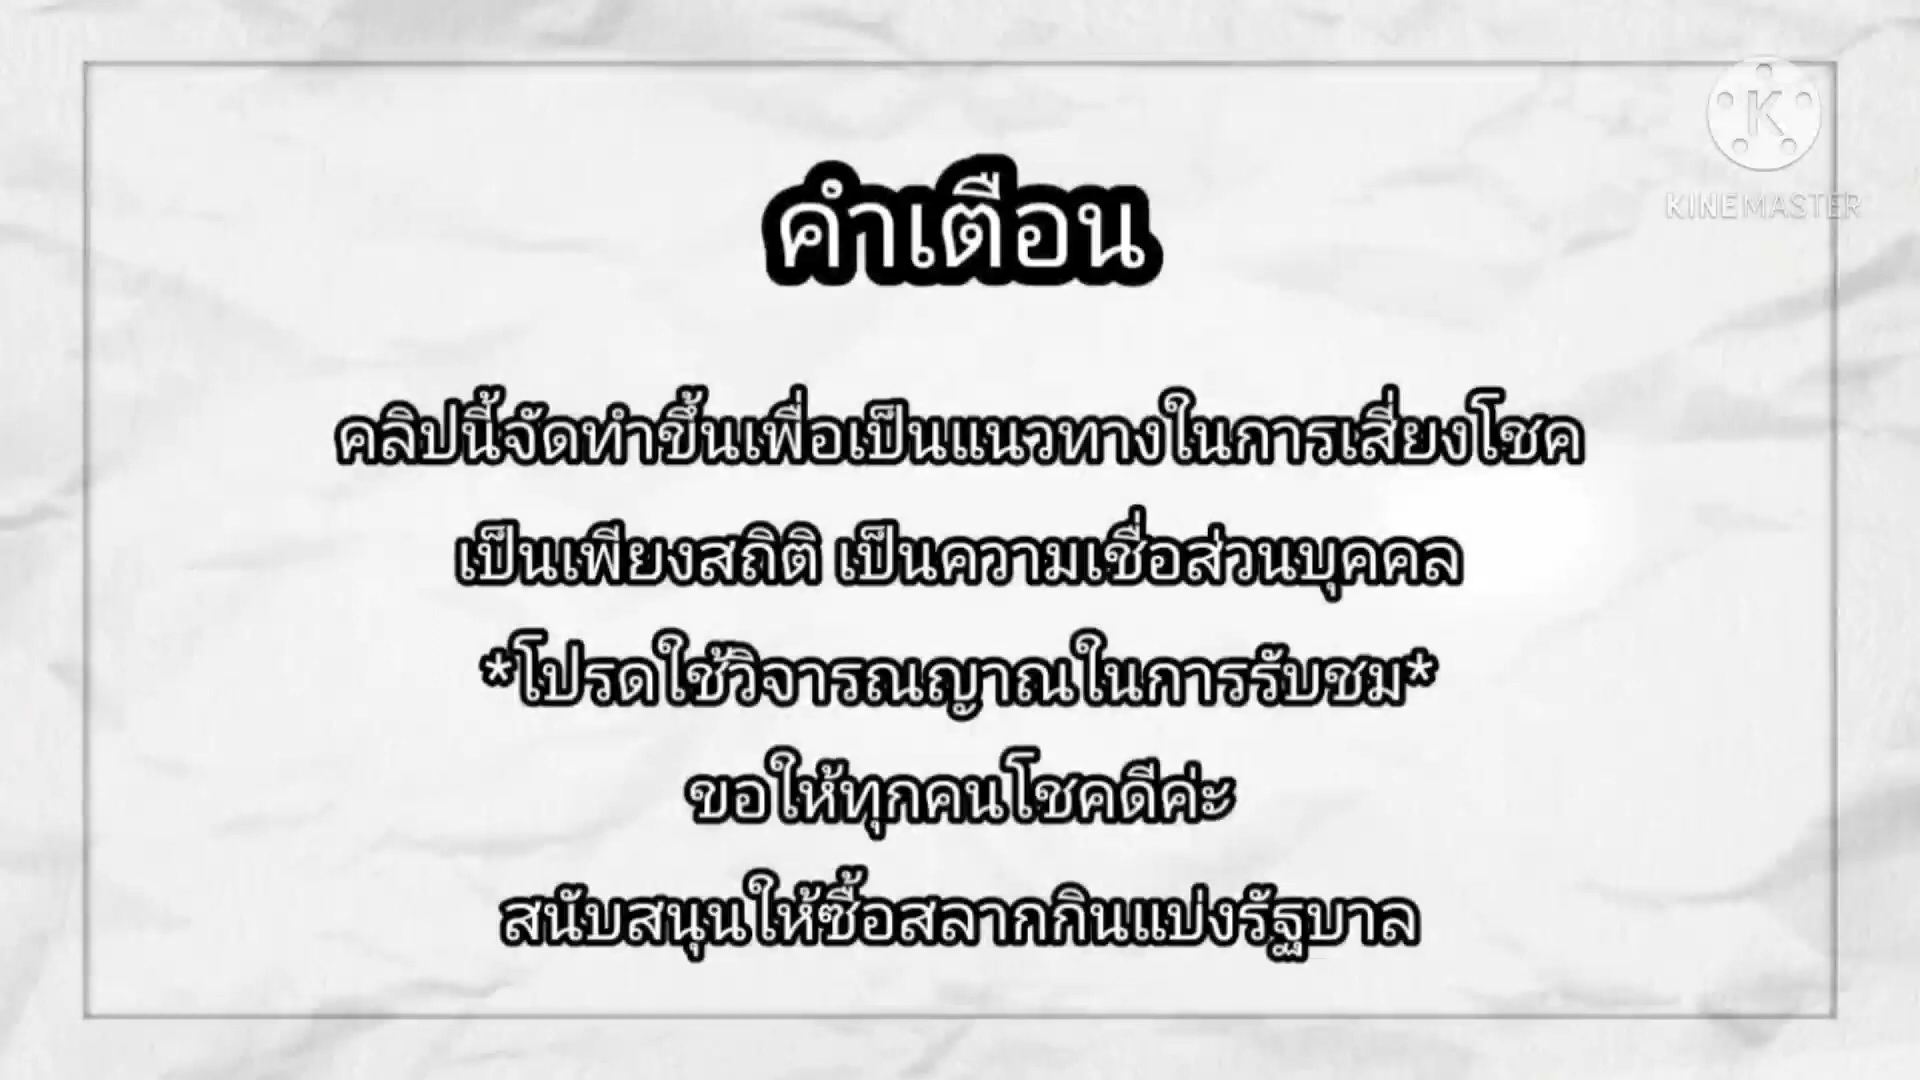 KINEMASTER
คำเตือน
คลิปนี้จัดทำขึ้นเพื่อเป็นแนวทางในการเสี่ยงโชค
เป็นเพียงสถิติ เป็นความเชื่อส่วนบุคคล
*โปรดใช้วิจารณญาณในการรับชม*
ขอให้ทุกคนโชคดีค่ะ
สนับสนุนให้ซื้อสลากกินแบ่งรัฐบาล